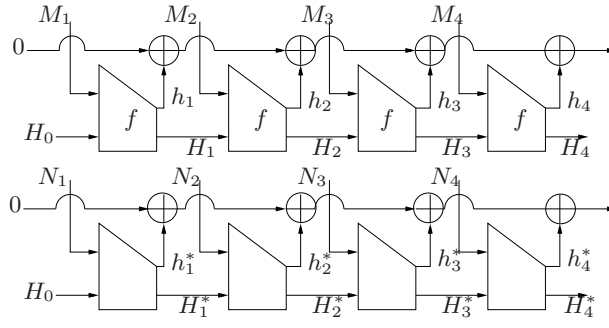 M₁ M₂ M₃ M₄
0
f h₁ f h₂ f h₃ f h₄
H₀ H₁ H₂ H₃ H₄
N₁ N₂ N₃ N₄
0
h₁* h₂* h₃* h₄*
H₀ H₁* H₂* H₃* H₄*